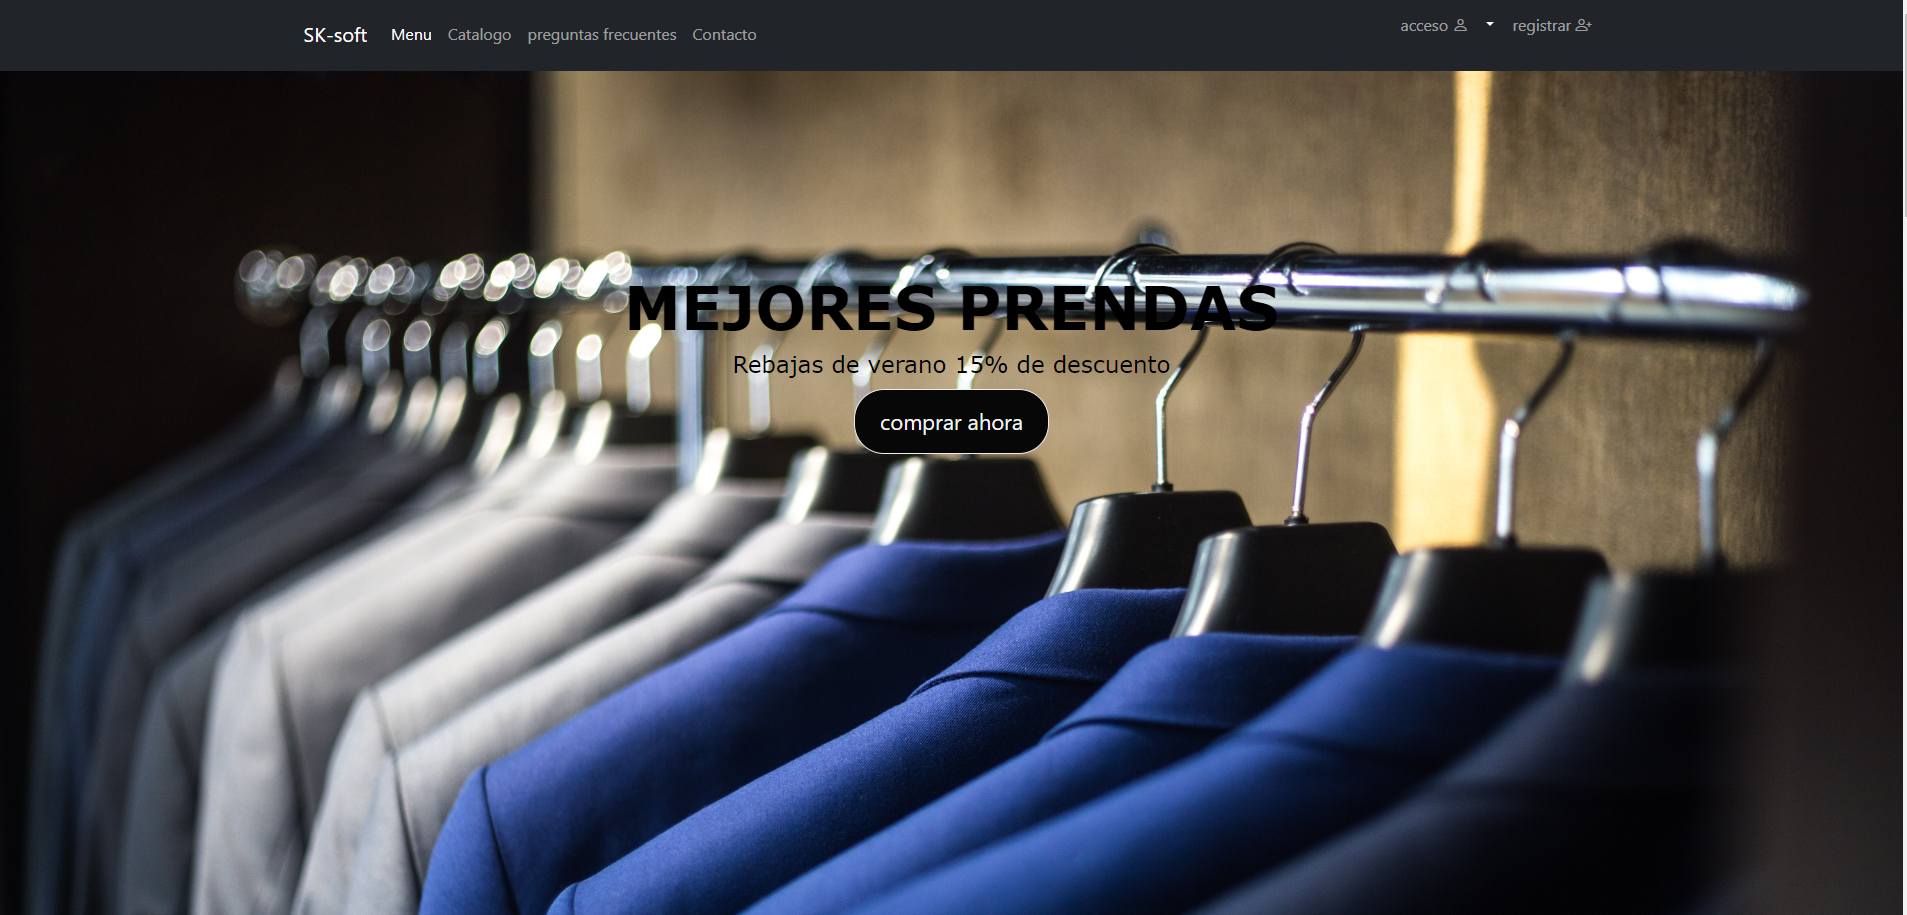 SK-soft Menu Catalogo preguntas frecuentes Contacto acceso registrar
MEJORES PRENDAS
Rebajas de verano 15% de descuento
comprar ahora